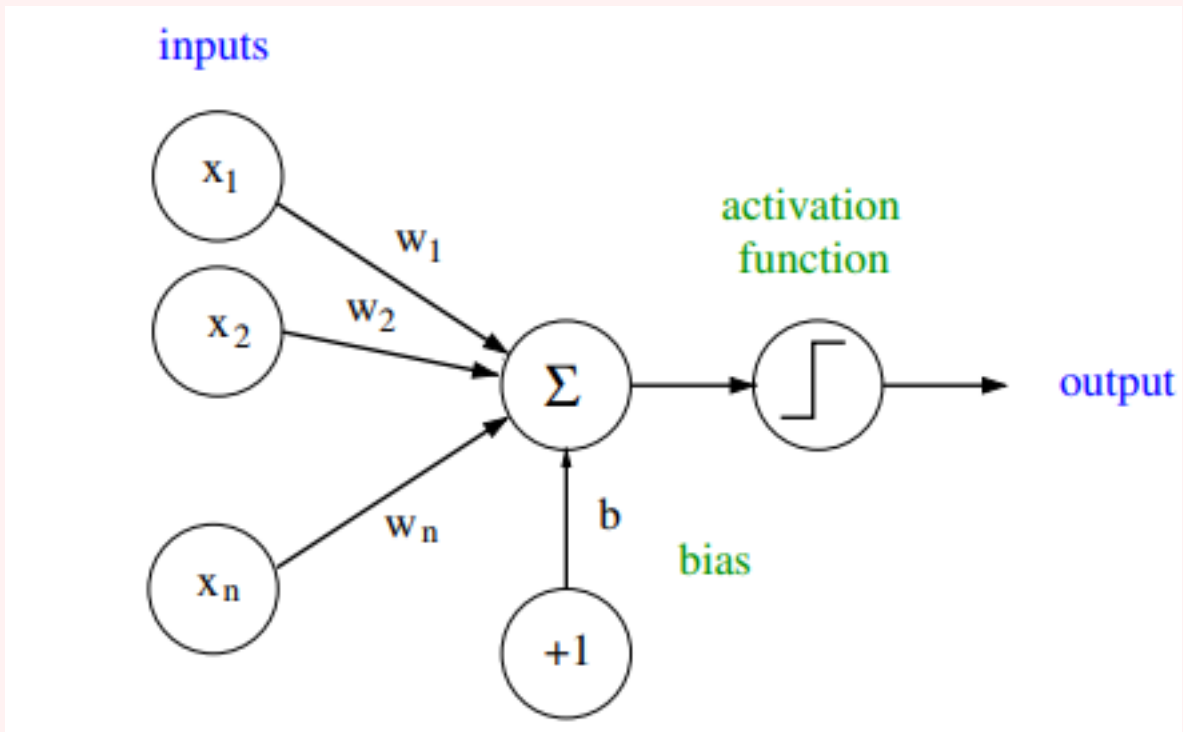 inputs
x1
w1
activation
function
w2
x2
Σ
output
wn
b
bias
xn
+1